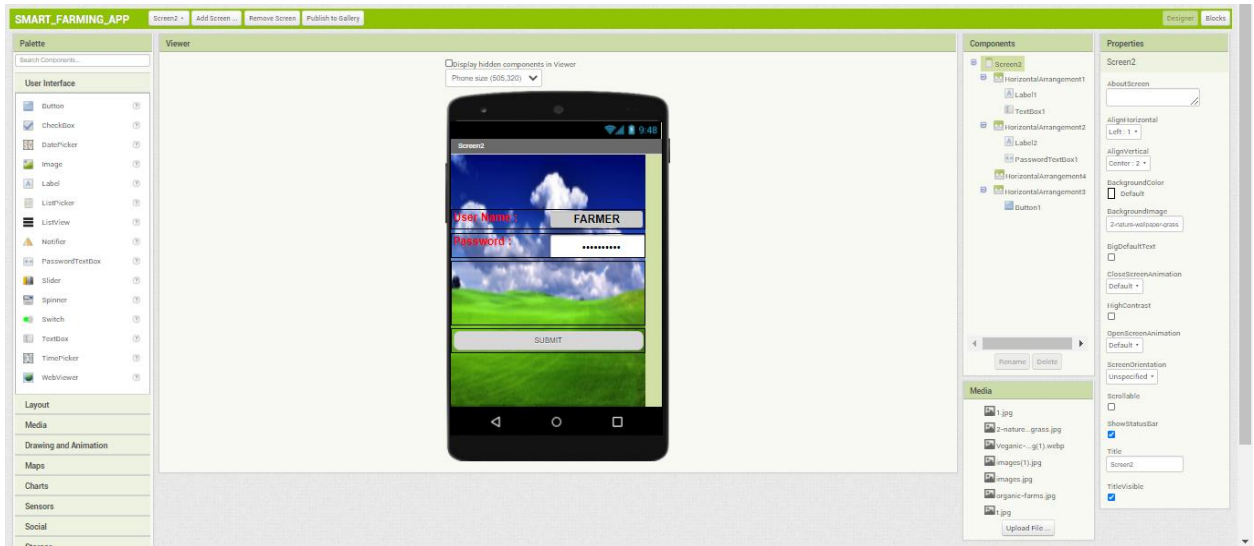 SMART_FARMING_APP Screen2 Add Screen ... Remove Screen Publish to Gallery Designer Blocks
Palette
Search Components...
User Interface
Button
CheckBox
DatePicker
Image
Label
ListPicker
ListView
Notifier
PasswordTextBox
Slider
Spinner
Switch
TextBox
TimePicker
WebViewer
Layout
Media
Drawing and Animation
Maps
Charts
Sensors
Social
Storage
Viewer
Display hidden components in Viewer
Phone size (505,320)
9:48
Screen2
User Name : FARMER
Password : ••••••••••
SUBMIT
Components
Screen2
HorizontalArrangement1
Label1
TextBox1
HorizontalArrangement2
Label2
PasswordTextBox1
HorizontalArrangement4
HorizontalArrangement3
Button1
Rename Delete
Media
1.jpg
2-nature...grass.jpg
Veganic-...g(1).webp
images(1).jpg
images.jpg
organic-farms.jpg
t.jpg
Upload File ...
Properties
Screen2
AboutScreen
AlignHorizontal
Left : 1
AlignVertical
Center : 2
BackgroundColor
Default
BackgroundImage
2-nature-wallpaper-grass
BigDefaultText
CloseScreenAnimation
Default
HighContrast
OpenScreenAnimation
Default
ScreenOrientation
Unspecified
Scrollable
ShowStatusBar
Title
Screen2
TitleVisible